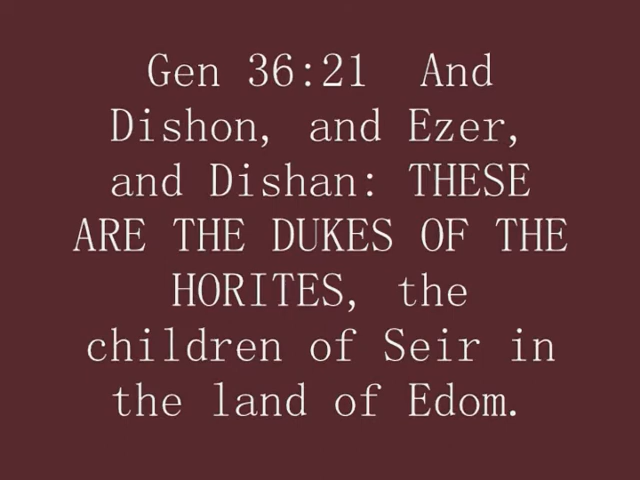 Gen 36:21  And
Dishon, and Ezer,
and Dishan: THESE
ARE THE DUKES OF THE
HORITES, the
children of Seir in
the land of Edom.